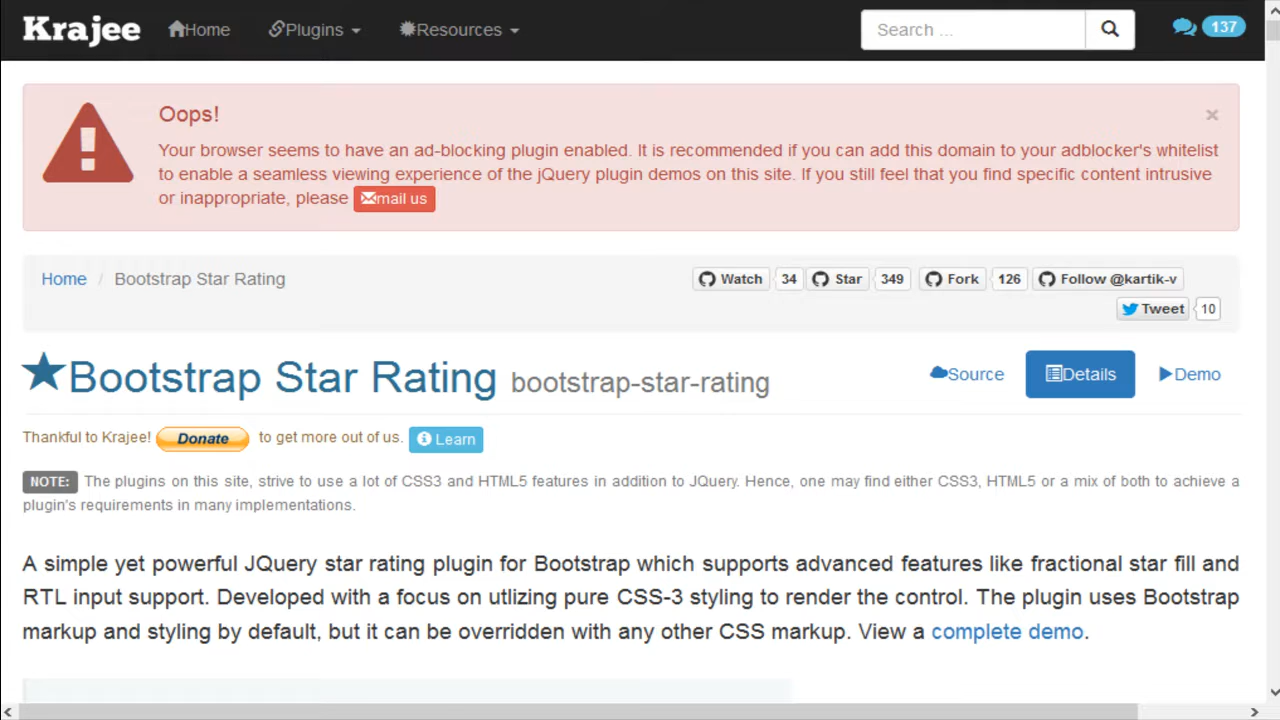 Krajee Home Plugins Resources Search ... 137
Oops! ×
Your browser seems to have an ad-blocking plugin enabled. It is recommended if you can add this domain to your adblocker's whitelist
to enable a seamless viewing experience of the jQuery plugin demos on this site. If you still feel that you find specific content intrusive
or inappropriate, please mail us
Home / Bootstrap Star Rating Watch 34 Star 349 Fork 126 Follow @kartik-v
Tweet 10
Bootstrap Star Rating bootstrap-star-rating Source Details Demo
Thankful to Krajee! Donate to get more out of us. Learn
NOTE: The plugins on this site, strive to use a lot of CSS3 and HTML5 features in addition to JQuery. Hence, one may find either CSS3, HTML5 or a mix of both to achieve a
plugin's requirements in many implementations.
A simple yet powerful JQuery star rating plugin for Bootstrap which supports advanced features like fractional star fill and
RTL input support. Developed with a focus on utlizing pure CSS-3 styling to render the control. The plugin uses Bootstrap
markup and styling by default, but it can be overridden with any other CSS markup. View a complete demo.